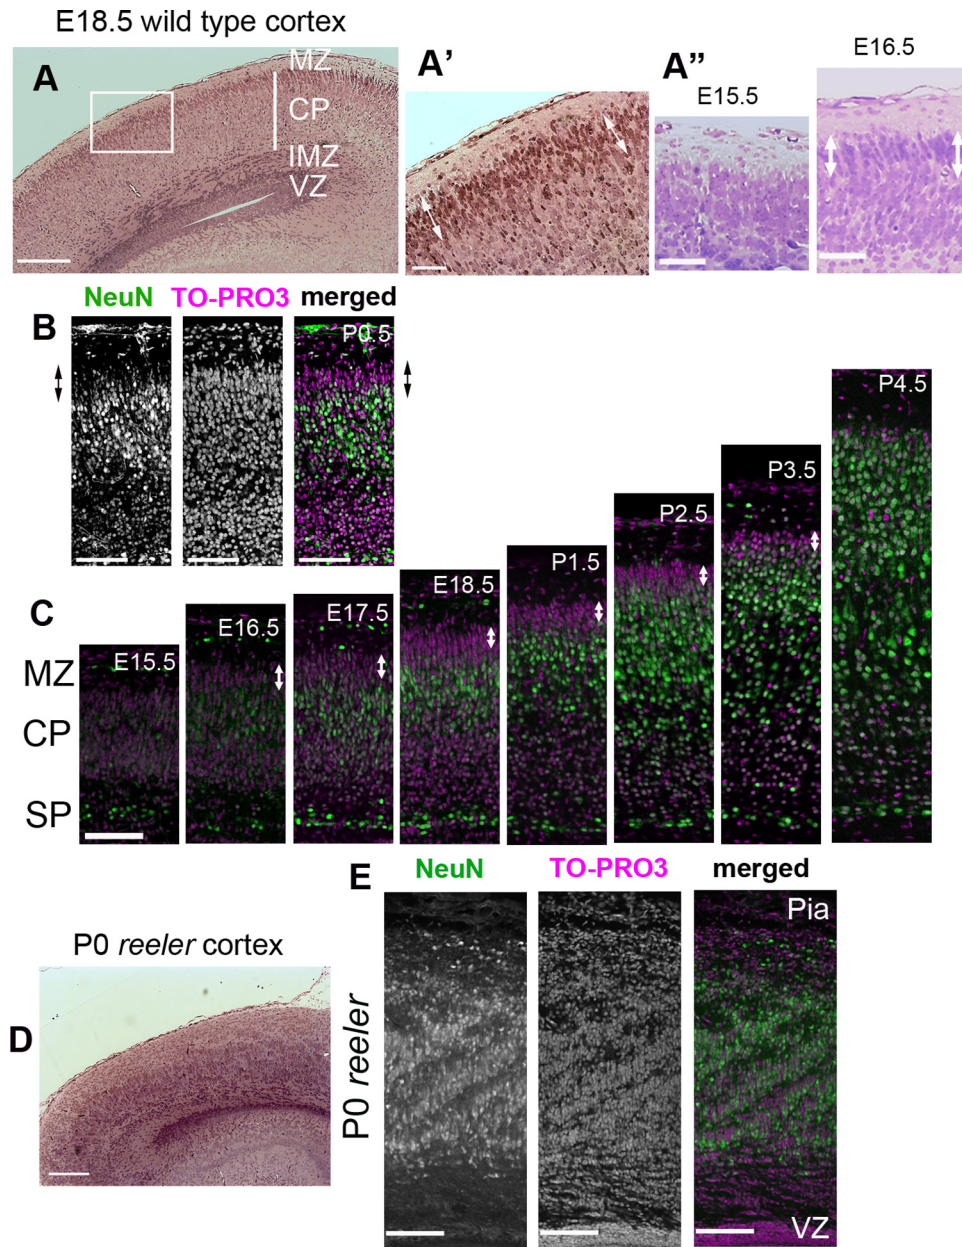 E18.5 wild type cortex
A
MZ
CP
IMZ
VZ
A'
A"
E15.5
E16.5
B
NeuN
TO-PRO3
merged
P0.5
C
E15.5
E16.5
E17.5
E18.5
P1.5
P2.5
P3.5
P4.5
MZ
CP
SP
D
P0 reeler cortex
E
NeuN
TO-PRO3
merged
P0 reeler
Pia
VZ